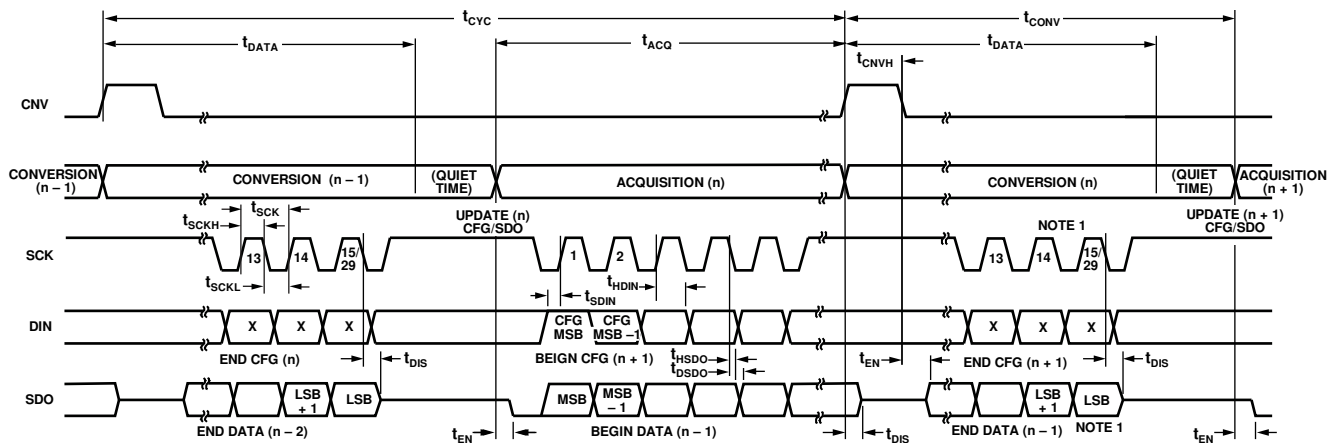 tCYC
tCONV
tDATA
tACQ
tDATA
tCNVH
CNV
CONVERSION
(n – 1)
CONVERSION (n – 1)
(QUIET
TIME)
ACQUISITION (n)
CONVERSION (n)
(QUIET
TIME)
ACQUISITION
(n + 1)
tSCK
tSCKH
UPDATE (n)
CFG/SDO
NOTE 1
UPDATE (n + 1)
CFG/SDO
SCK
13
14
15/
29
1
2
13
14
15/
29
tSCKL
tHDIN
tSDIN
DIN
X
X
X
CFG
MSB
CFG
MSB –1
X
X
X
END CFG (n)
tDIS
BEIGN CFG (n + 1)
tHSDO
tDSDO
tEN
END CFG (n + 1)
tDIS
SDO
LSB
+ 1
LSB
MSB
MSB
–1
LSB
+ 1
LSB
END DATA (n – 2)
tEN
BEGIN DATA (n – 1)
tDIS
END DATA (n – 1)
NOTE 1
tEN